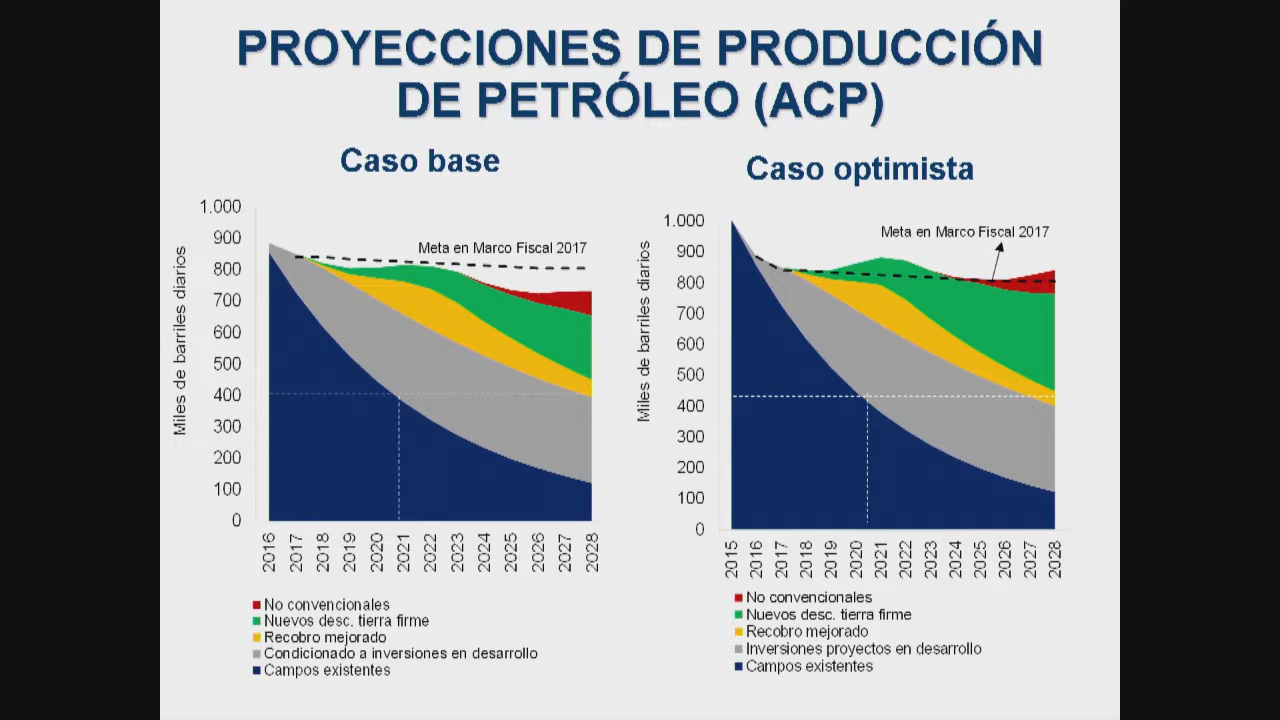 PROYECCIONES DE PRODUCCIÓN
DE PETRÓLEO (ACP)
Caso base
Miles de barriles diarios
1.000
900
800
700
600
500
400
300
200
100
0
Meta en Marco Fiscal 2017
2016
2017
2018
2019
2020
2021
2022
2023
2024
2025
2026
2027
2028
No convencionales
Nuevos desc. tierra firme
Recobro mejorado
Condicionado a inversiones en desarrollo
Campos existentes
Caso optimista
Miles de barriles diarios
1.000
900
800
700
600
500
400
300
200
100
0
Meta en Marco Fiscal 2017
2015
2016
2017
2018
2019
2020
2021
2022
2023
2024
2025
2026
2027
2028
No convencionales
Nuevos desc. tierra firme
Recobro mejorado
Inversiones proyectos en desarrollo
Campos existentes